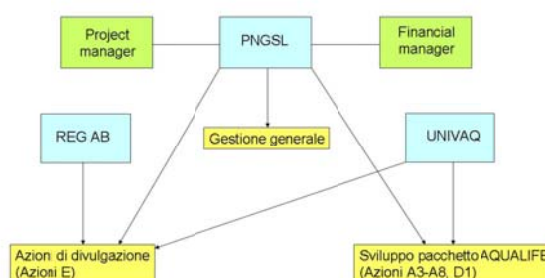 Project
manager
PNGSL
Financial
manager
REG AB
Gestione generale
UNIVAQ
Azioni di divulgazione
(Azioni E)
Sviluppo pacchetto AQUALIFE
(Azioni A3-A8, D1)